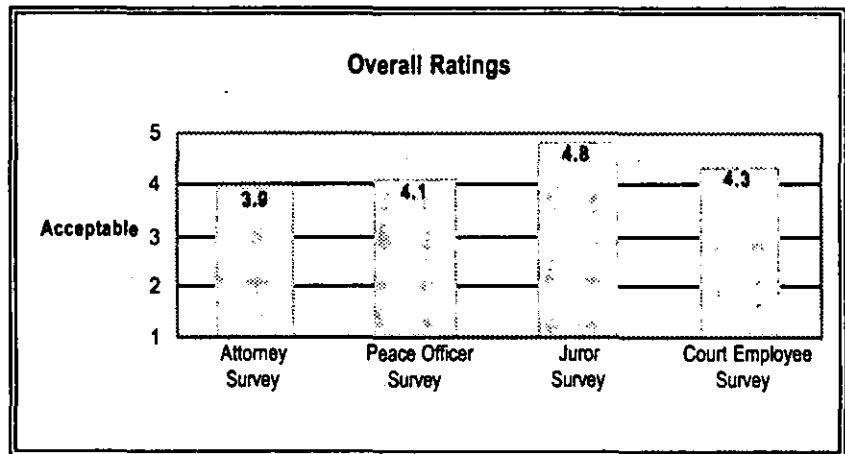 Overall Ratings
5
4
Acceptable 3
2
1
3.9
4.1
4.8
4.3
Attorney Survey
Peace Officer Survey
Juror Survey
Court Employee Survey